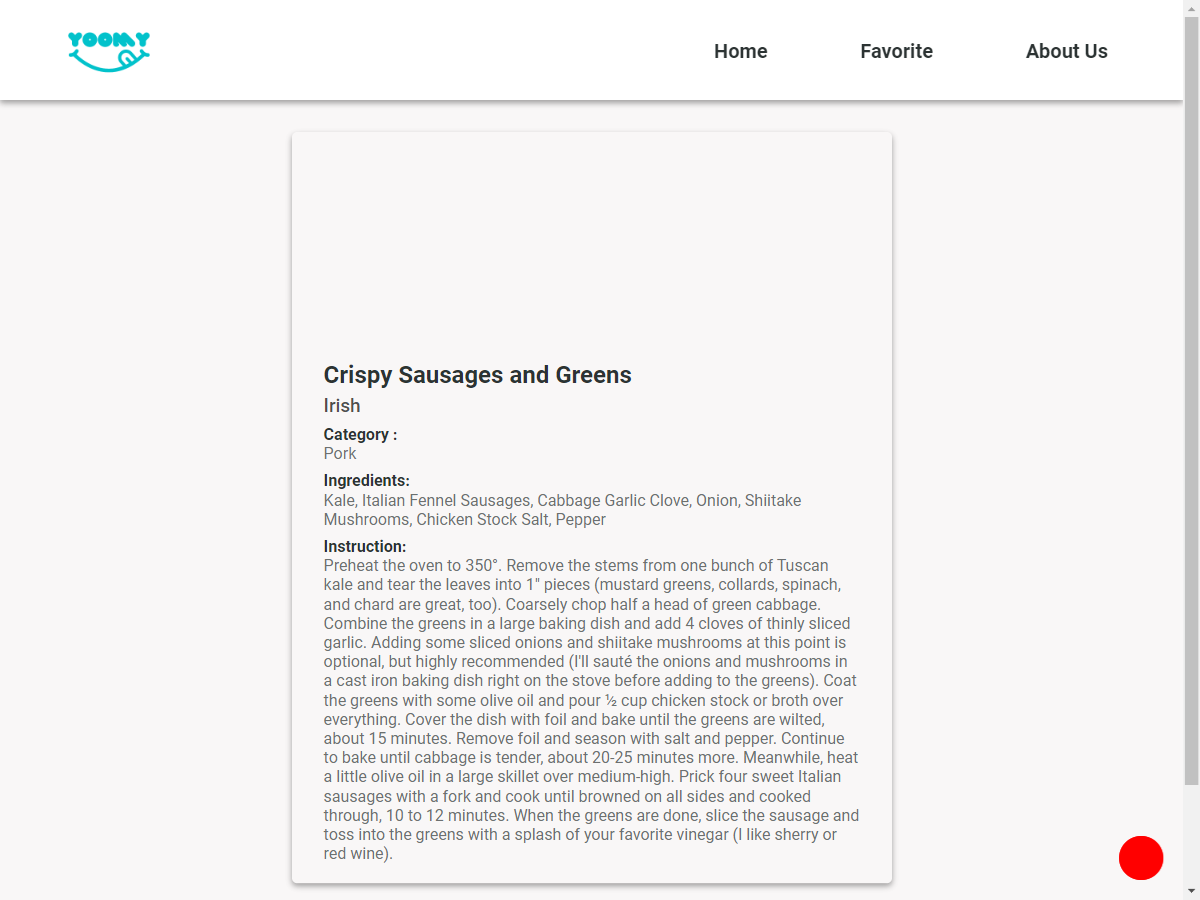 YOOMY
Home
Favorite
About Us
Crispy Sausages and Greens
Irish
Category :
Pork
Ingredients:
Kale, Italian Fennel Sausages, Cabbage Garlic Clove, Onion, Shiitake
Mushrooms, Chicken Stock Salt, Pepper
Instruction:
Preheat the oven to 350°. Remove the stems from one bunch of Tuscan
kale and tear the leaves into 1" pieces (mustard greens, collards, spinach,
and chard are great, too). Coarsely chop half a head of green cabbage.
Combine the greens in a large baking dish and add 4 cloves of thinly sliced
garlic. Adding some sliced onions and shiitake mushrooms at this point is
optional, but highly recommended (I'll sauté the onions and mushrooms in
a cast iron baking dish right on the stove before adding to the greens). Coat
the greens with some olive oil and pour ½ cup chicken stock or broth over
everything. Cover the dish with foil and bake until the greens are wilted,
about 15 minutes. Remove foil and season with salt and pepper. Continue
to bake until cabbage is tender, about 20-25 minutes more. Meanwhile, heat
a little olive oil in a large skillet over medium-high. Prick four sweet Italian
sausages with a fork and cook until browned on all sides and cooked
through, 10 to 12 minutes. When the greens are done, slice the sausage and
toss into the greens with a splash of your favorite vinegar (I like sherry or
red wine).